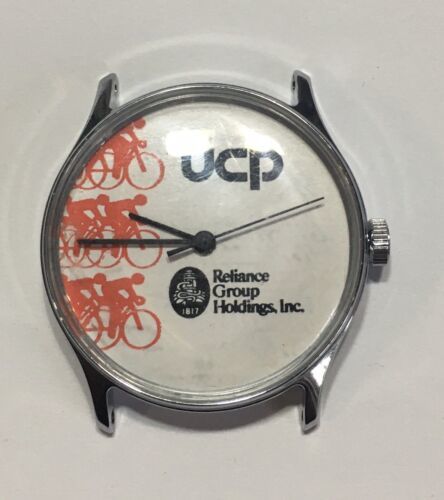 ucp
Reliance
Group
Holdings, Inc.
1817